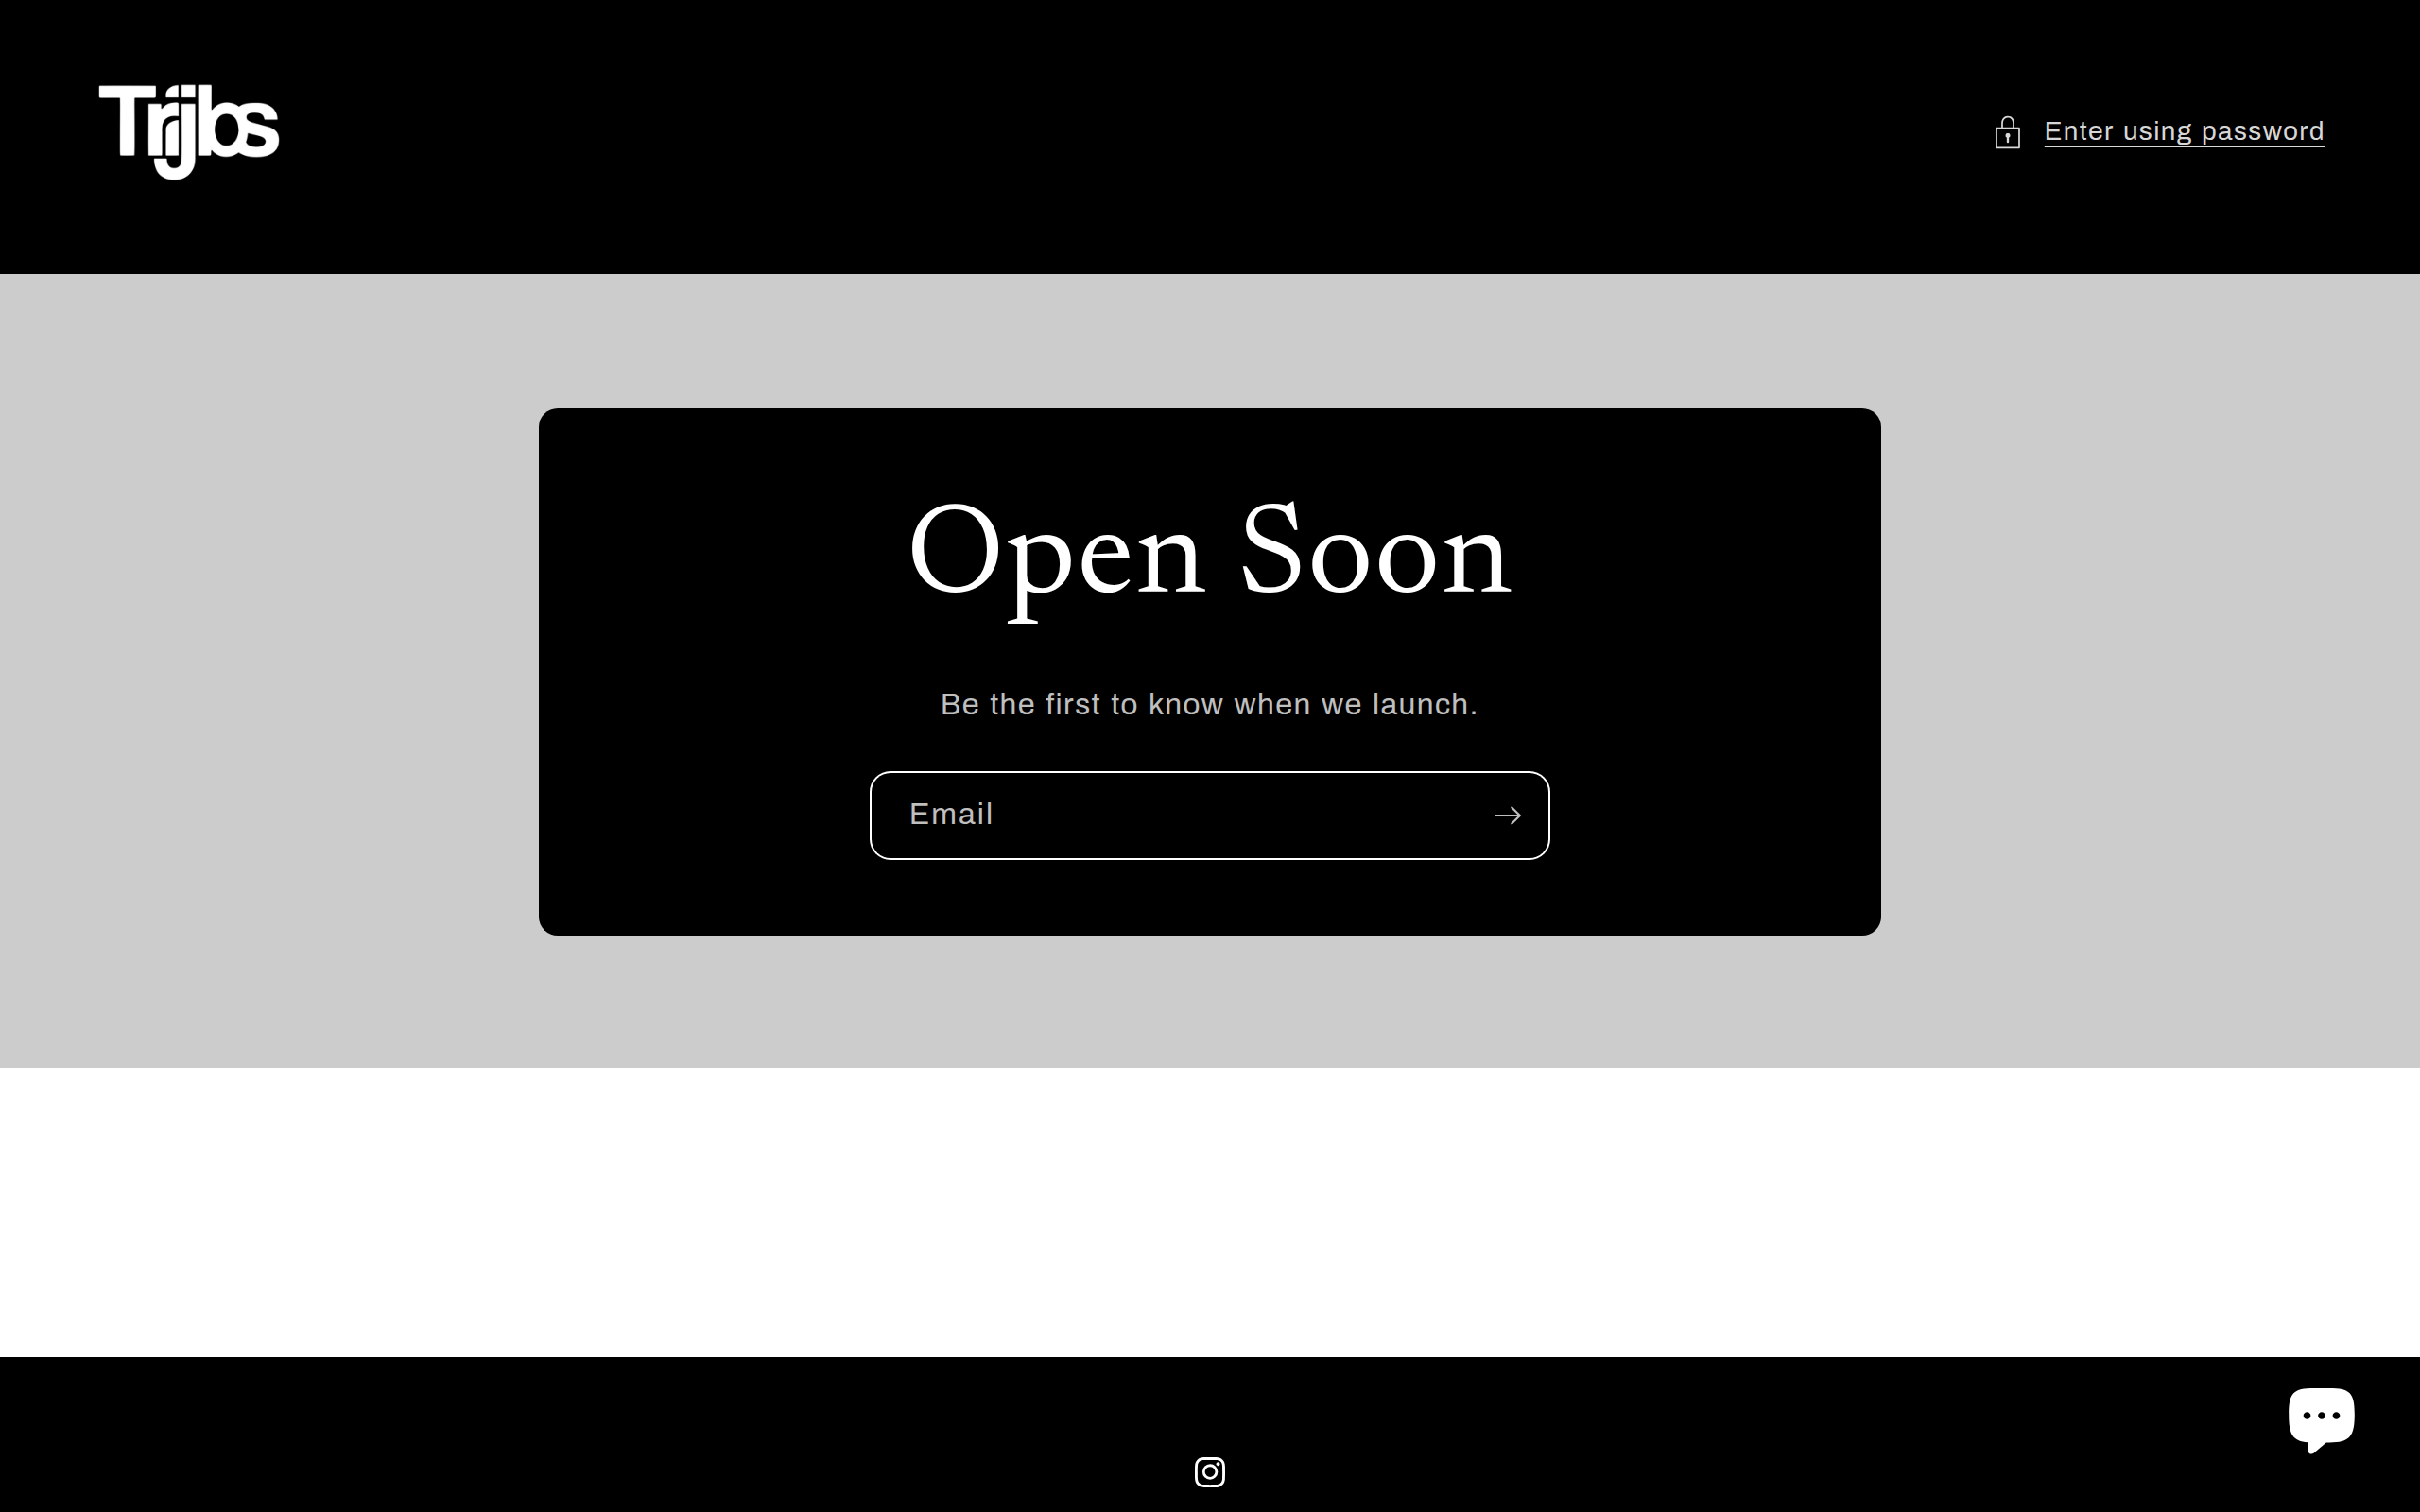 Trijbs
Enter using password
Open Soon
Be the first to know when we launch.
Email